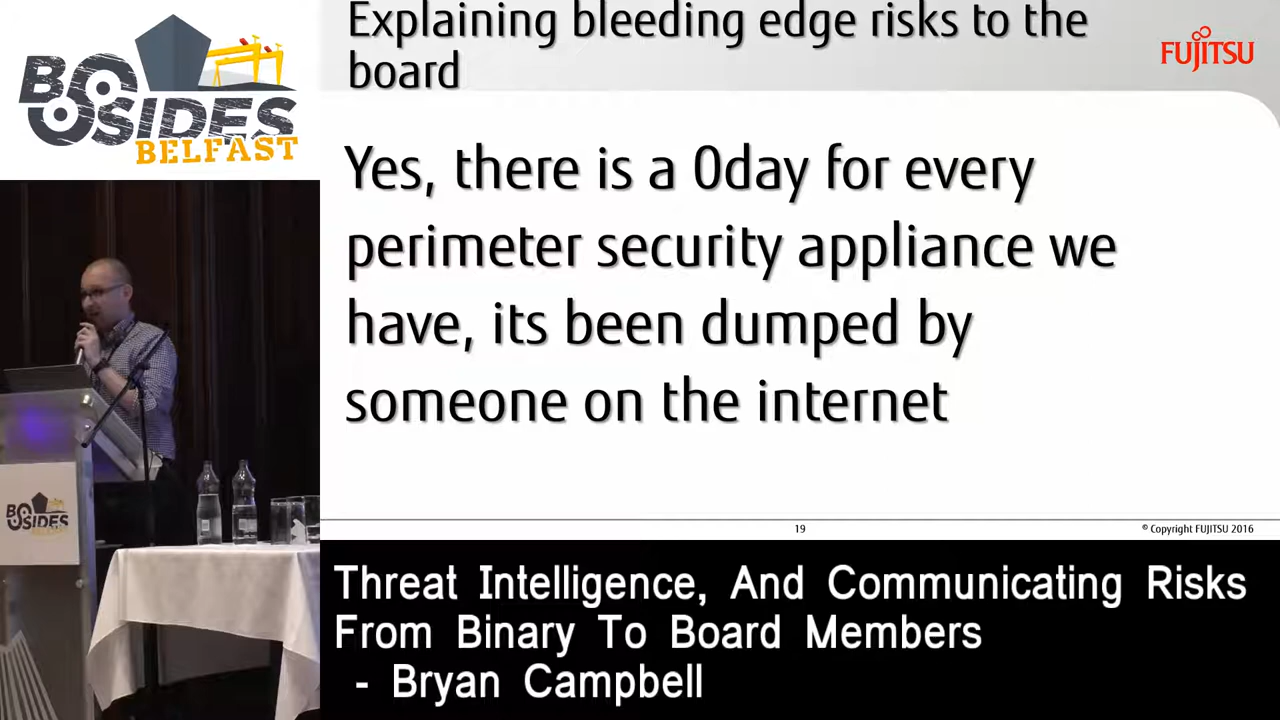 BSIDES
BELFAST
Explaining bleeding edge risks to the
board
FUJITSU
Yes, there is a 0day for every
perimeter security appliance we
have, its been dumped by
someone on the internet
19
© Copyright FUJITSU 2016
BSIDES
BELFAST
Threat Intelligence, And Communicating Risks
From Binary To Board Members
- Bryan Campbell